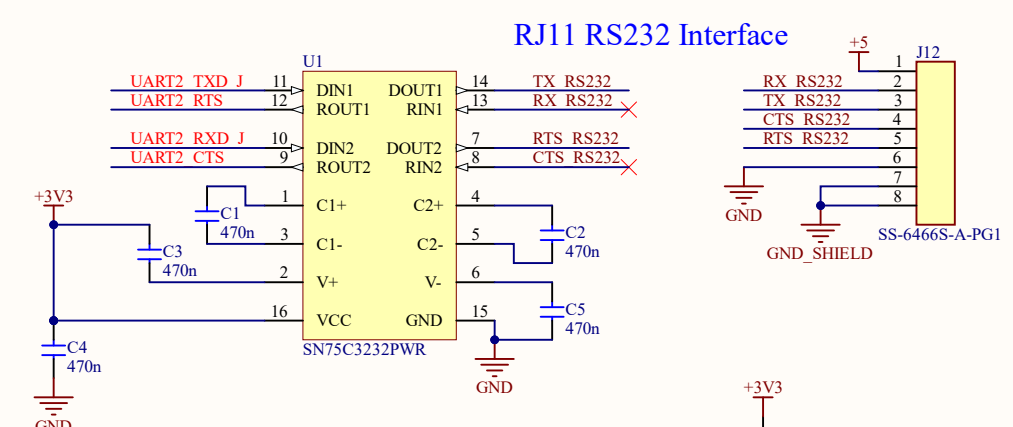 RJ11 RS232 Interface
U1
UART2_TXD_J 11 DIN1 DOUT1 14 TX_RS232
UART2_RTS 12 ROUT1 RIN1 13 RX_RS232
UART2_RXD_J 10 DIN2 DOUT2 7 RTS_RS232
UART2_CTS 9 ROUT2 RIN2 8 CTS_RS232
1 C1+ C2+ 4
C1
470n
3 C1- C2- 5
C2
470n
+3V3
C3
470n
2 V+ V- 6
C5
470n
16 VCC GND 15
SN75C3232PWR
C4
470n
GND
GND
+5
J12
1
RX_RS232 2
TX_RS232 3
CTS_RS232 4
RTS_RS232 5
6
7
8
GND
GND_SHIELD
SS-6466S-A-PG1
+3V3